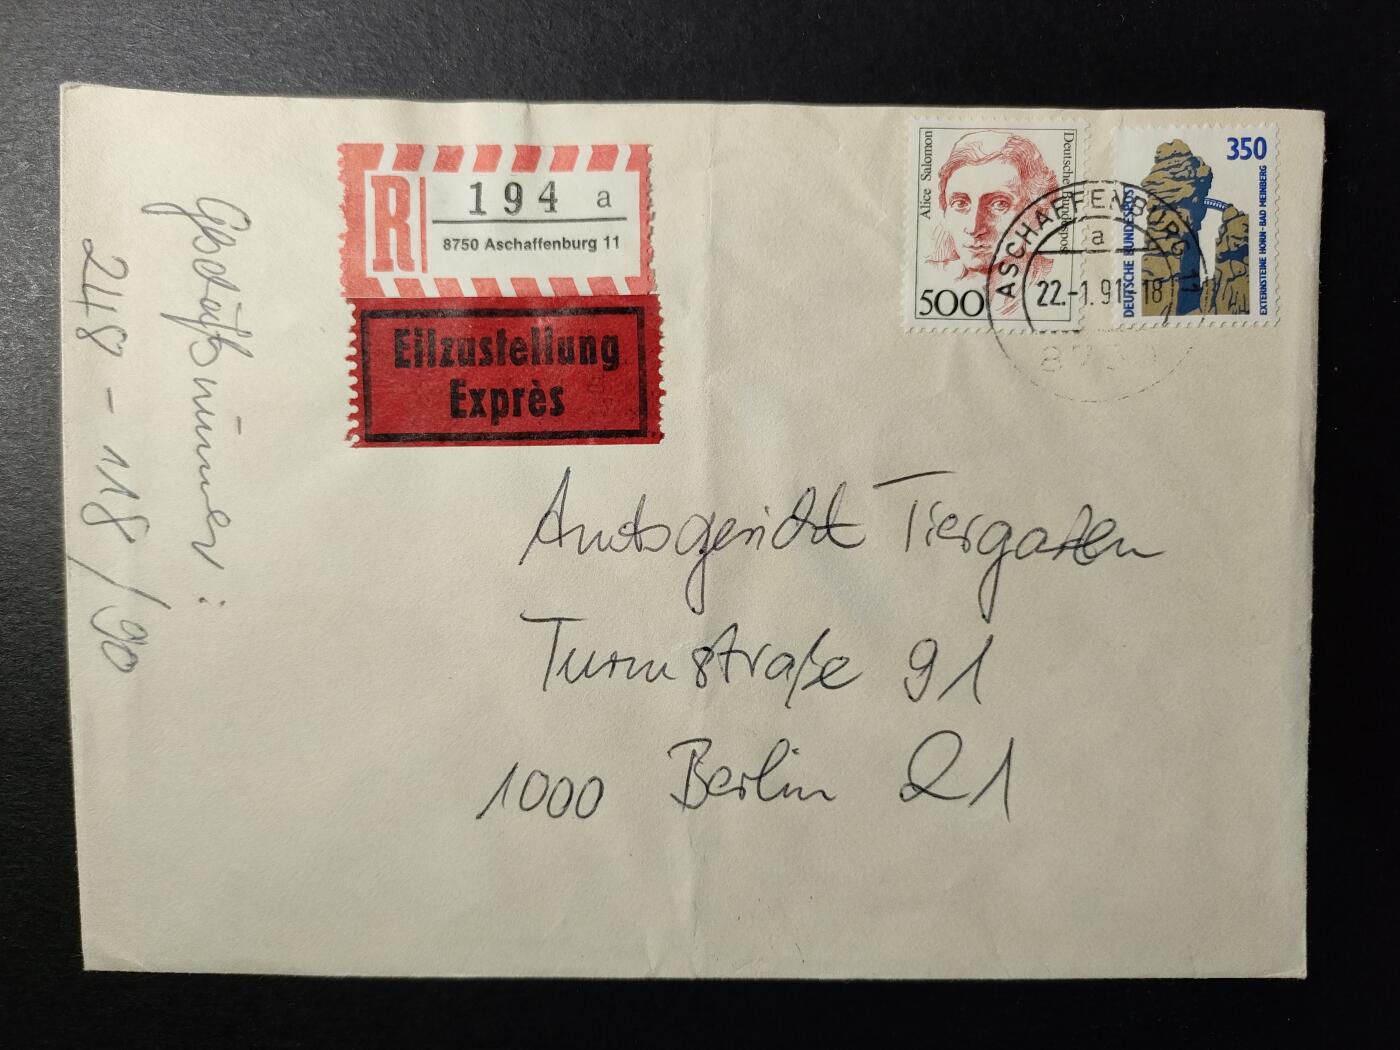 R
194 a
8750 Aschaffenburg 11
Eilzustellung
Exprès
Alice Salomon
Deutsche Bundespost
500
350
DEUTSCHE BUNDESPOST
EXTERNSTEINE HORN-BAD MEINBERG
ASCHAFFENBURG 11
a
22.-1.91-18
Amtsgericht Tiergarten
Turmstraße 91
1000 Berlin 21
248-118/90